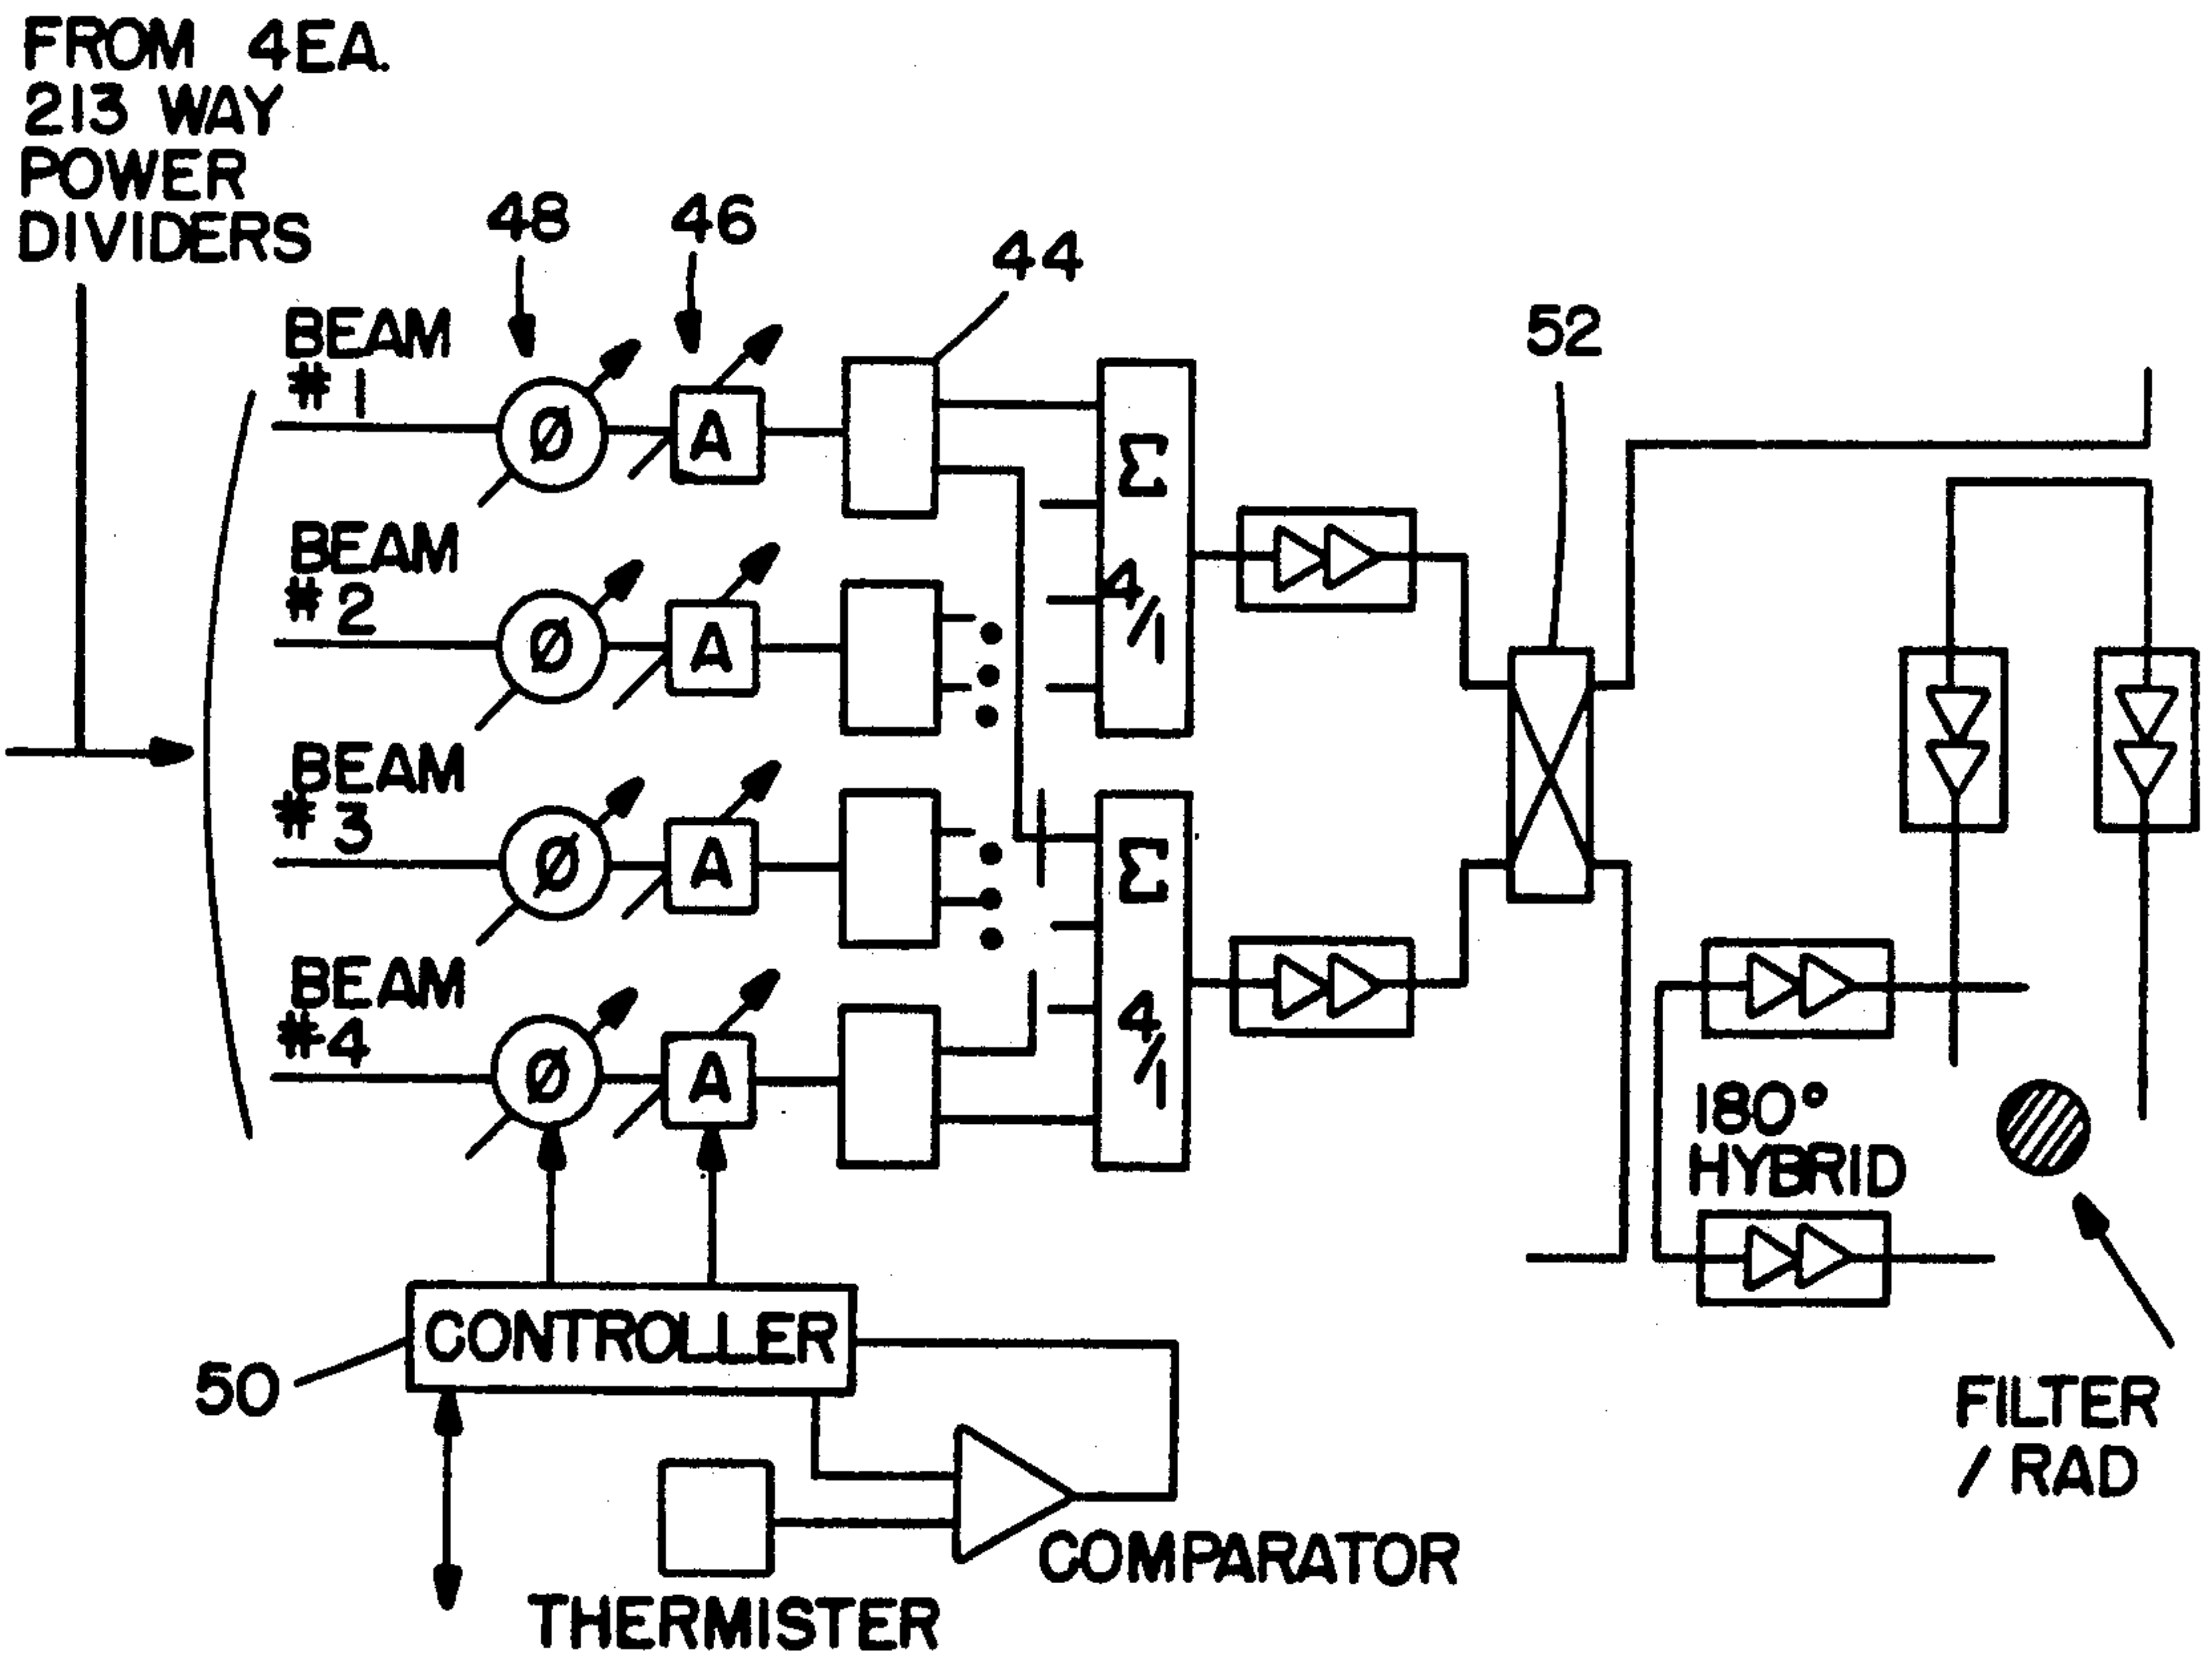 FROM 4EA.
213 WAY
POWER
DIVIDERS
48
46
44
52
BEAM
#1
Ø
A
Σ
4/1
BEAM
#2
Ø
A
BEAM
#3
Ø
A
Σ
4/1
BEAM
#4
Ø
A
180°
HYBRID
CONTROLLER
50
FILTER
/ RAD
COMPARATOR
THERMISTER